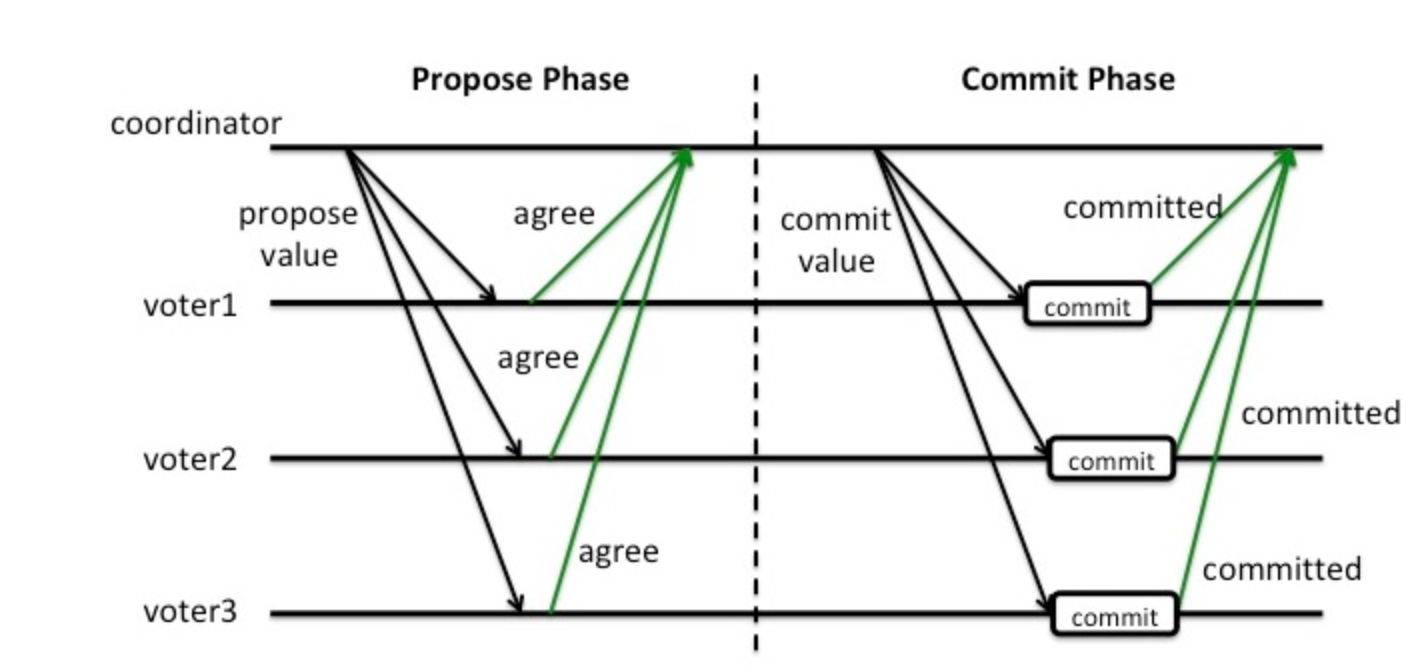 Propose Phase
Commit Phase
coordinator
propose
value
agree
commit
value
committed
voter1
commit
agree
committed
voter2
commit
agree
committed
voter3
commit